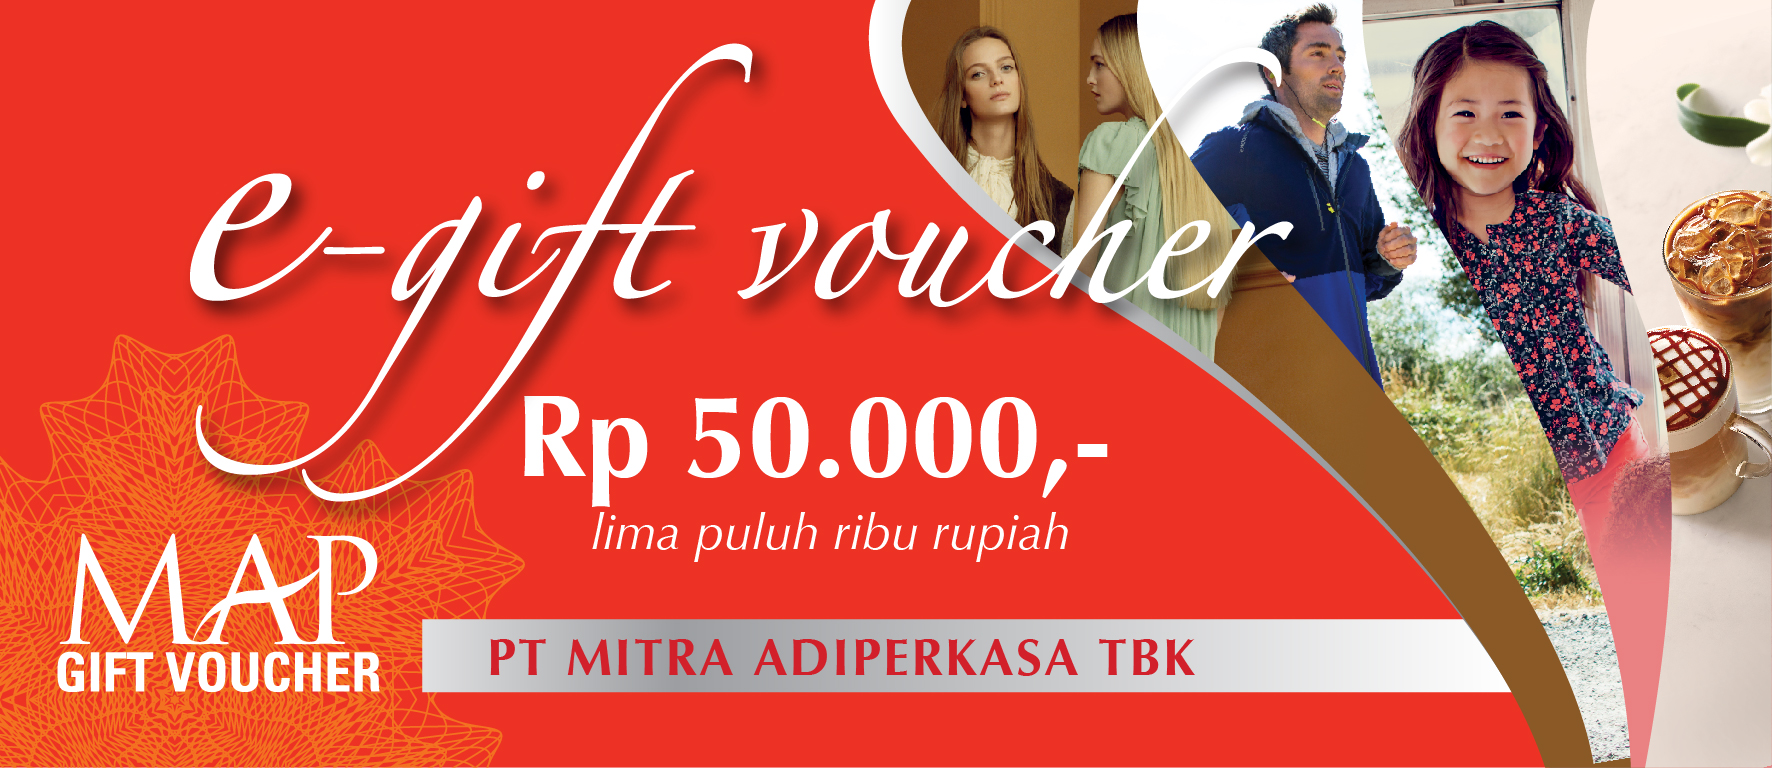 e-gift voucher
Rp 50.000,-
lima puluh ribu rupiah
MAP
GIFT VOUCHER
PT MITRA ADIPERKASA TBK